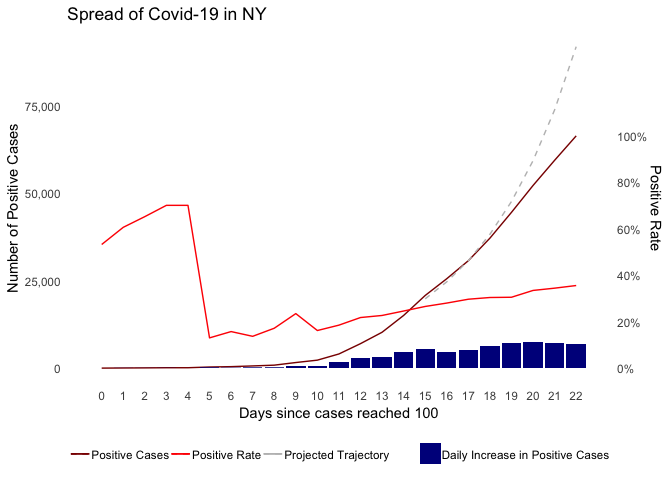 Spread of Covid-19 in NY
Number of Positive Cases
75,000
50,000
25,000
0
100%
80%
60%
40%
20%
0%
Positive Rate
0 1 2 3 4 5 6 7 8 9 10 11 12 13 14 15 16 17 18 19 20 21 22
Days since cases reached 100
Positive Cases Positive Rate Projected Trajectory Daily Increase in Positive Cases